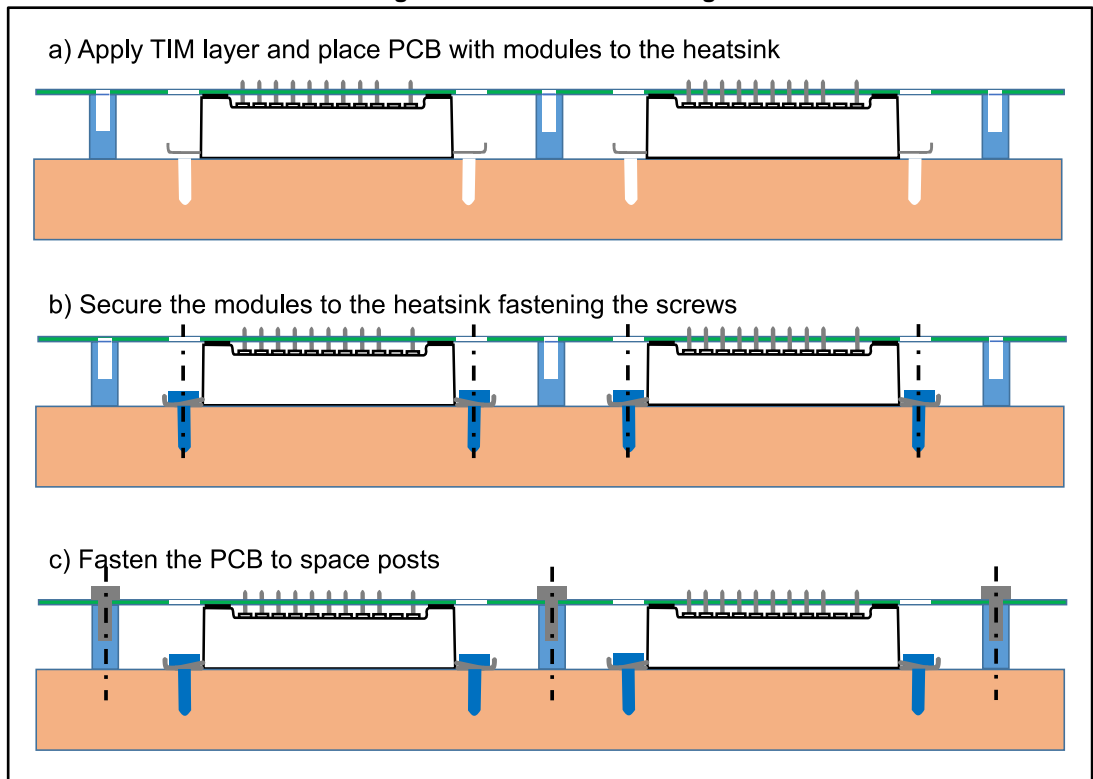 a) Apply TIM layer and place PCB with modules to the heatsink
b) Secure the modules to the heatsink fastening the screws
c) Fasten the PCB to space posts